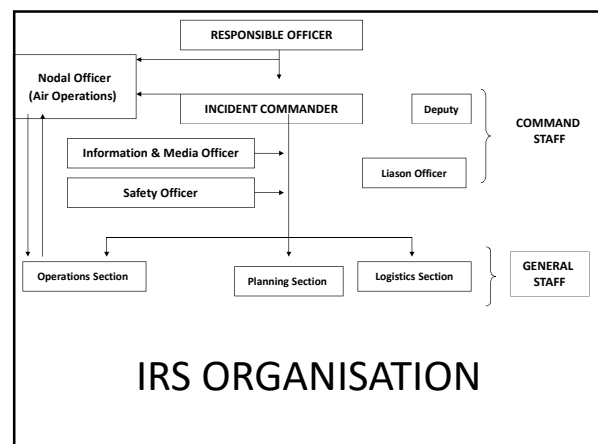 RESPONSIBLE OFFICER
Nodal Officer
(Air Operations)
INCIDENT COMMANDER
Deputy
COMMAND
STAFF
Information & Media Officer
Liason Officer
Safety Officer
Operations Section
Planning Section
Logistics Section
GENERAL
STAFF
IRS ORGANISATION